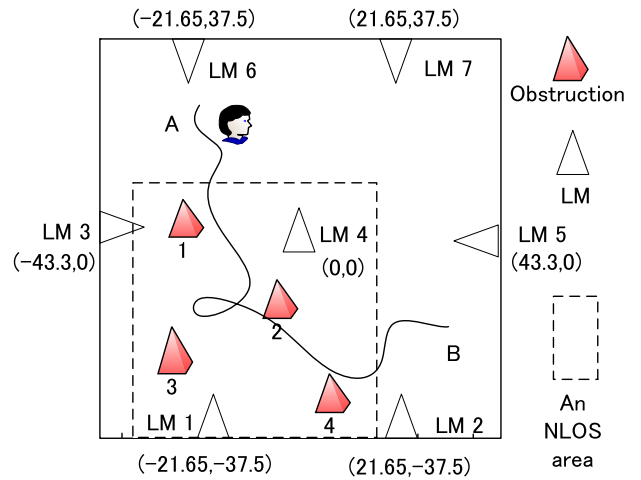 (-21.65,37.5)
(21.65,37.5)
LM 6
LM 7
Obstruction
A
LM
LM 3
(-43.3,0)
1
LM 4
(0,0)
LM 5
(43.3,0)
2
B
3
4
LM 1
LM 2
An
NLOS
area
(-21.65,-37.5)
(21.65,-37.5)